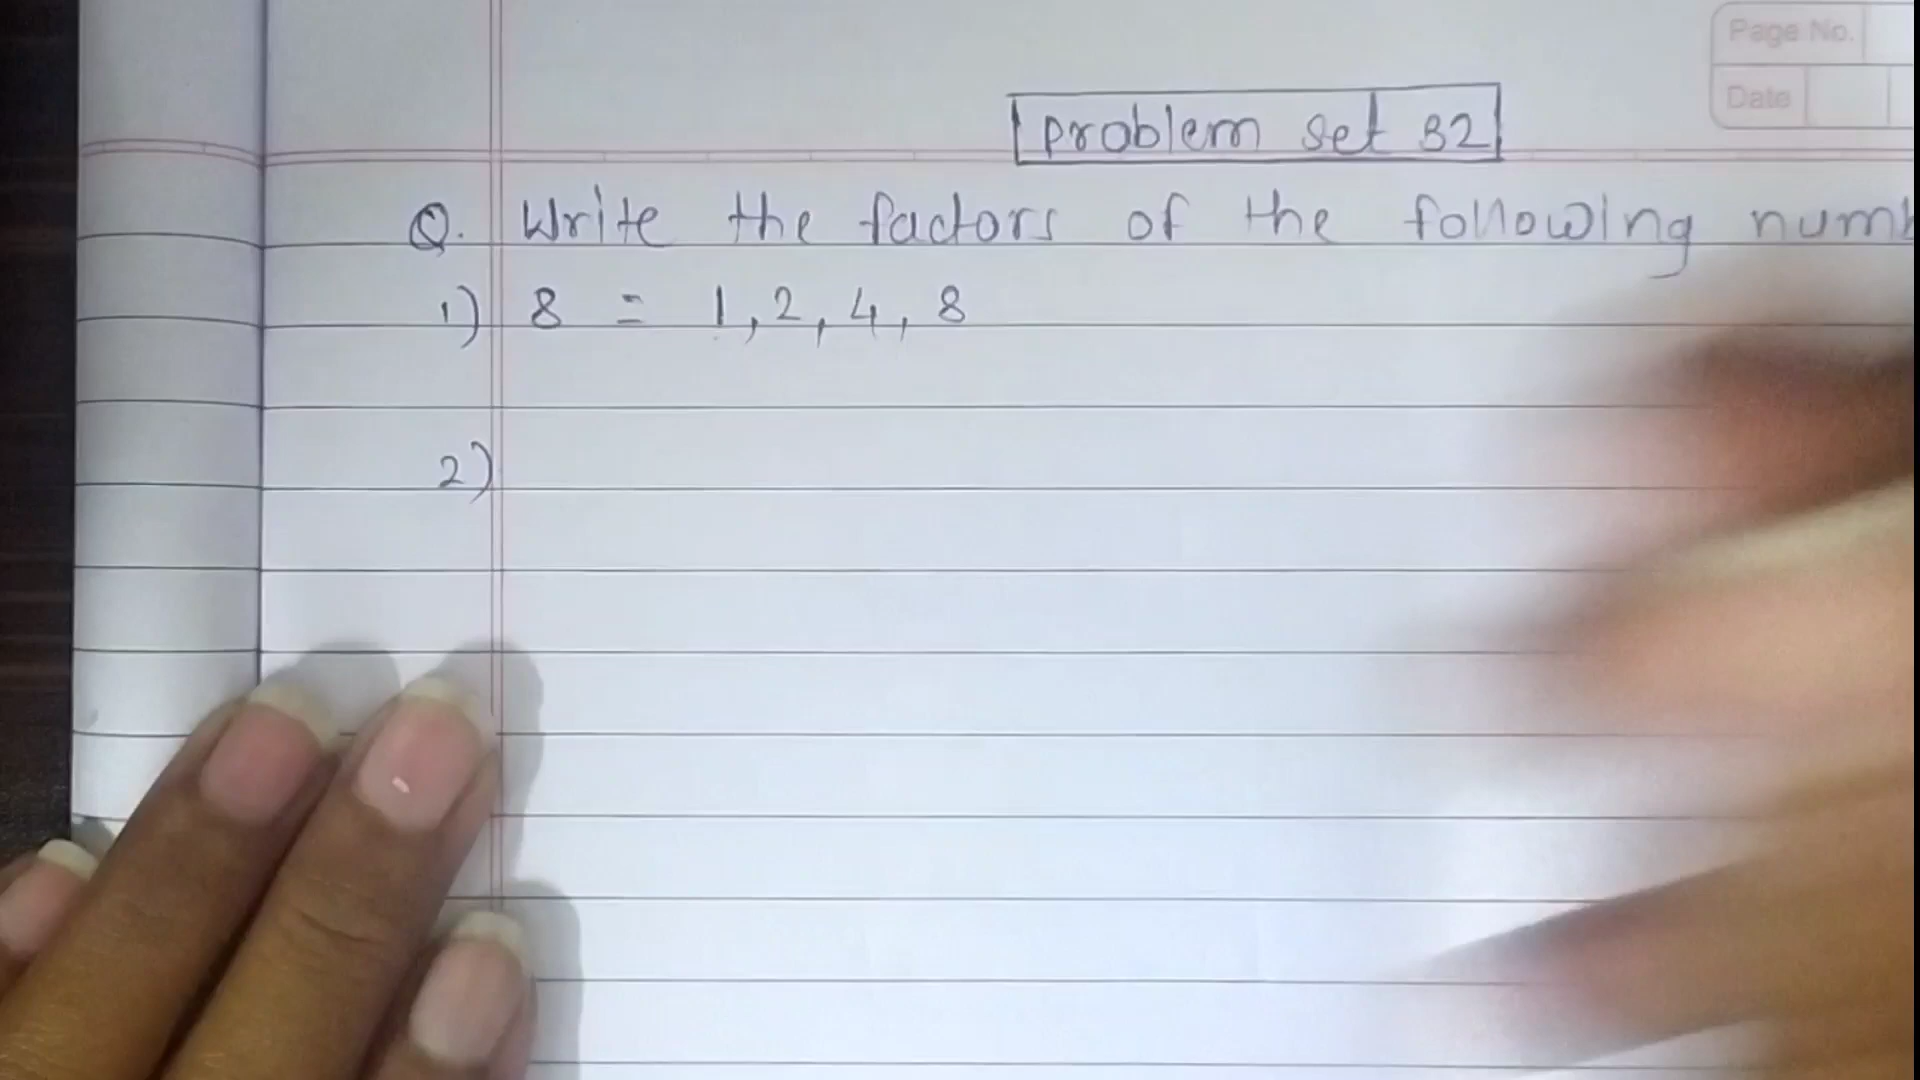 Page No.
Date
Problem set 32
Q. Write the factors of the following
1) 8 = 1, 2, 4, 8
2)